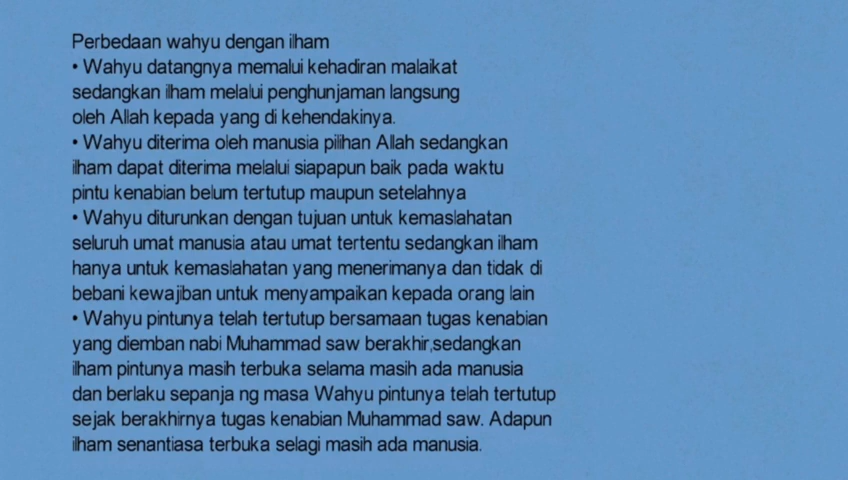 Perbedaan wahyu dengan ilham
• Wahyu datangnya memalui kehadiran malaikat
sedangkan ilham melalui penghunjaman langsung
oleh Allah kepada yang di kehendakinya.
• Wahyu diterima oleh manusia pilihan Allah sedangkan
ilham dapat diterima melalui siapapun baik pada waktu
pintu kenabian belum tertutup maupun setelahnya
• Wahyu diturunkan dengan tujuan untuk kemaslahatan
seluruh umat manusia atau umat tertentu sedangkan ilham
hanya untuk kemaslahatan yang menerimanya dan tidak di
bebani kewajiban untuk menyampaikan kepada orang lain
• Wahyu pintunya telah tertutup bersamaan tugas kenabian
yang diemban nabi Muhammad saw berakhir,sedangkan
ilham pintunya masih terbuka selama masih ada manusia
dan berlaku sepanja ng masa Wahyu pintunya telah tertutup
sejak berakhirnya tugas kenabian Muhammad saw. Adapun
ilham senantiasa terbuka selagi masih ada manusia.